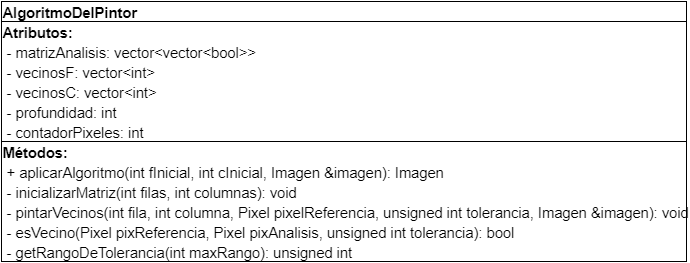 AlgoritmoDelPintor
Atributos:
- matrizAnalisis: vector<vector<bool>>
- vecinosF: vector<int>
- vecinosC: vector<int>
- profundidad: int
- contadorPixeles: int
Métodos:
+ aplicarAlgoritmo(int fInicial, int cInicial, Imagen &imagen): Imagen
- inicializarMatriz(int filas, int columnas): void
- pintarVecinos(int fila, int columna, Pixel pixelReferencia, unsigned int tolerancia, Imagen &imagen): void
- esVecino(Pixel pixReferencia, Pixel pixAnalisis, unsigned int tolerancia): bool
- getRangoDeTolerancia(int maxRango): unsigned int